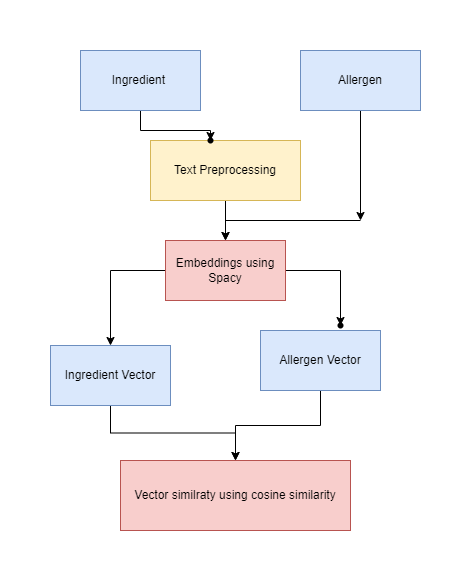 Ingredient
Allergen
Text Preprocessing
Embeddings using
Spacy
Ingredient Vector
Allergen Vector
Vector similraty using cosine similarity